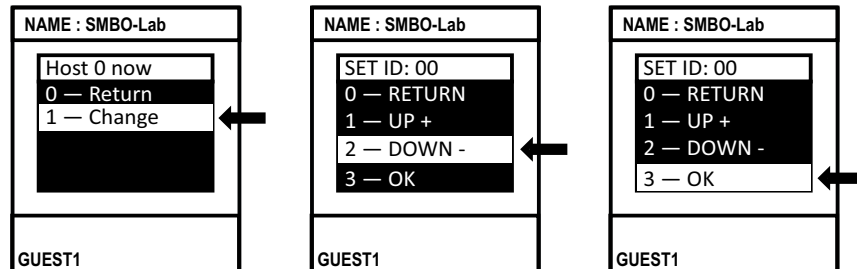 NAME : SMBO-Lab
Host 0 now
0 — Return
1 — Change
GUEST1
NAME : SMBO-Lab
SET ID: 00
0 — RETURN
1 — UP +
2 — DOWN -
3 — OK
GUEST1
NAME : SMBO-Lab
SET ID: 00
0 — RETURN
1 — UP +
2 — DOWN -
3 — OK
GUEST1